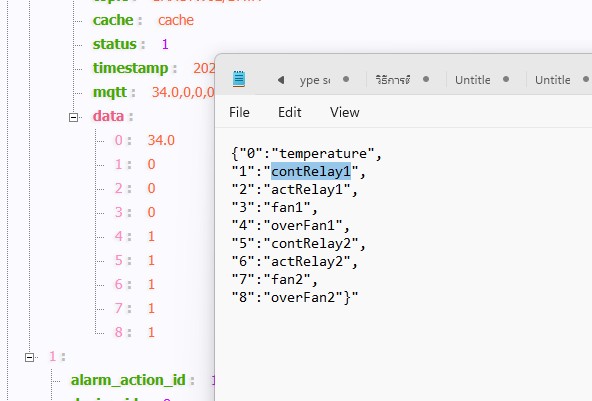 cache : cache
status : 1
timestamp : 202
mqtt : 34.0,0,0,0
data :
0 : 34.0
1 : 0
2 : 0
3 : 0
4 : 1
5 : 1
6 : 1
7 : 1
8 : 1
1 :
alarm_action_id :
ype so
วิธีการติ
Untitle
Untitle
File Edit View
{"0":"temperature",
"1":"contRelay1",
"2":"actRelay1",
"3":"fan1",
"4":"overFan1",
"5":"contRelay2",
"6":"actRelay2",
"7":"fan2",
"8":"overFan2"}"